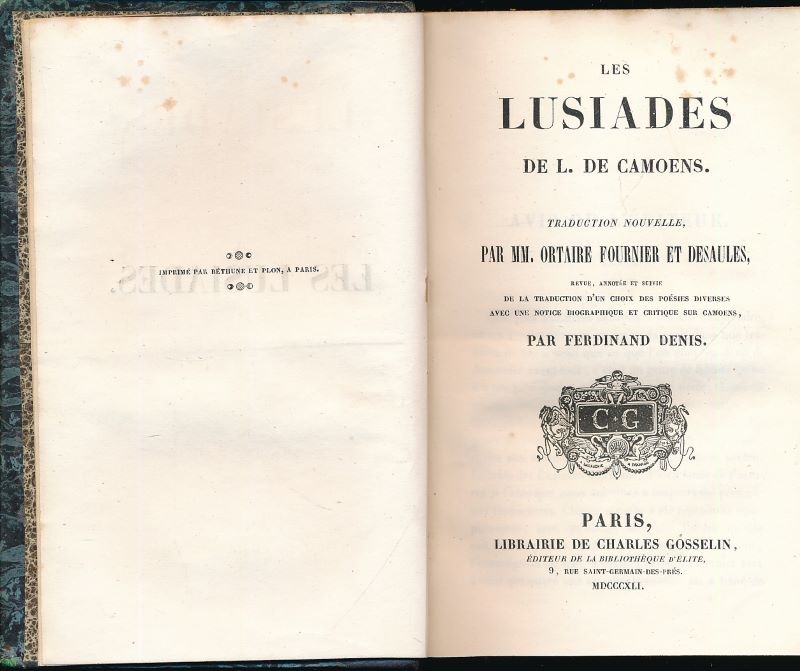 IMPRIMÉ PAR BÉTHUNE ET PLON, A PARIS.
LES
LUSIADES
DE L. DE CAMOENS.
TRADUCTION NOUVELLE,
PAR MM. ORTAIRE FOURNIER ET DESAULES,
REVUE, ANNOTÉE ET SUIVIE
DE LA TRADUCTION D'UN CHOIX DES POÉSIES DIVERSES
AVEC UNE NOTICE BIOGRAPHIQUE ET CRITIQUE SUR CAMOENS,
PAR FERDINAND DENIS.
C G
PARIS,
LIBRAIRIE DE CHARLES GOSSELIN,
ÉDITEUR DE LA BIBLIOTHÈQUE D'ÉLITE,
9, RUE SAINT-GERMAIN-DES-PRÉS.
MDCCCXLI.